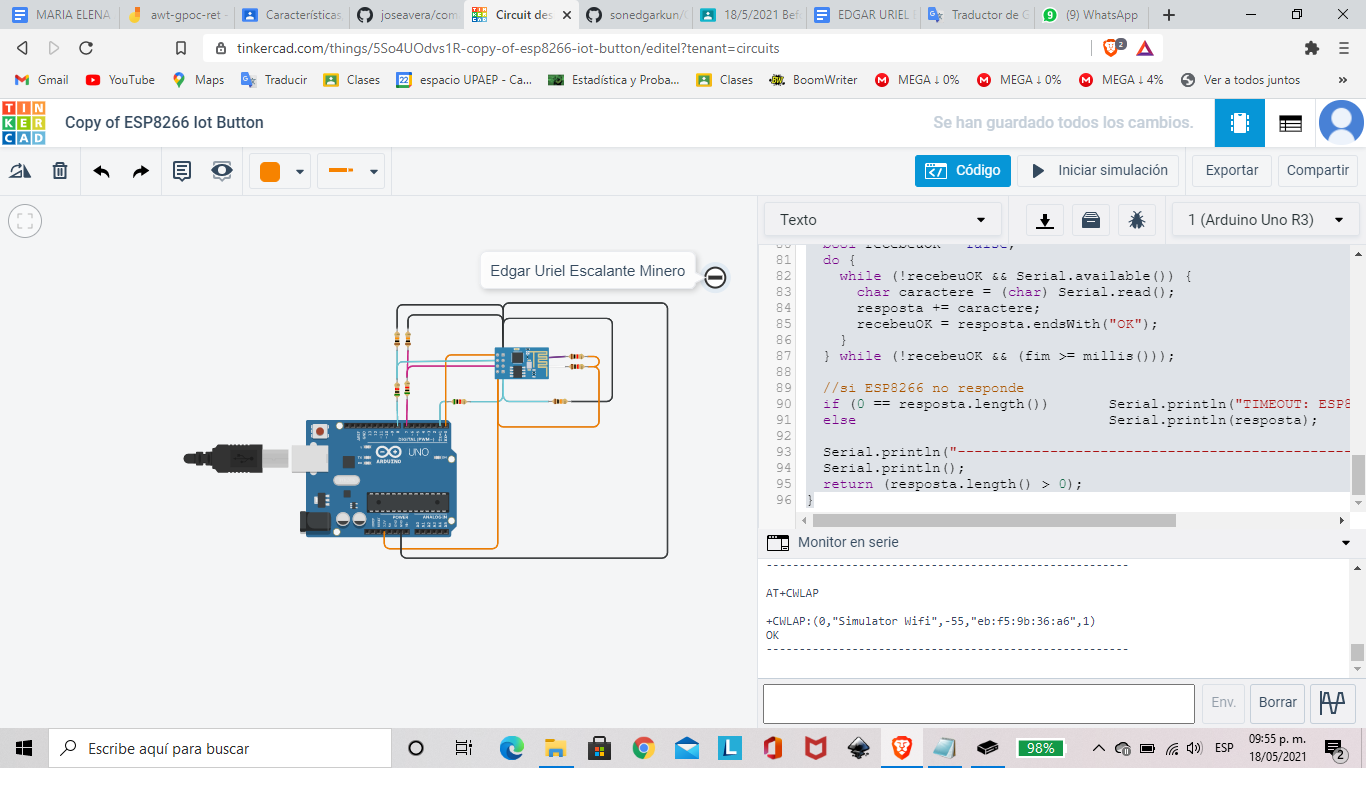 MARIA ELENA
awt-gpoc-ret -
Características,
joseavera/com
Circuit des
sonedgarkun/
18/5/2021 Bef
EDGAR URIEL
Traductor de G
(9) WhatsApp
tinkercad.com/things/5So4UOdvs1R-copy-of-esp8266-iot-button/editel?tenant=circuits
2
Gmail
YouTube
Maps
Traducir
Clases
espacio UPAEP - Ca...
Estadística y Proba...
Clases
BoomWriter
MEGA ↓ 0%
MEGA ↓ 0%
MEGA ↓ 4%
Ver a todos juntos
»
TIN
KER
CAD
Copy of ESP8266 Iot Button
Se han guardado todos los cambios.
Código
Iniciar simulación
Exportar
Compartir
Texto
1 (Arduino Uno R3)
Edgar Uriel Escalante Minero
DIGITAL (PWM~)
UNO
ARDUINO
POWER
ANALOG IN
80 bool recebeuOK = false;
81 do {
82 while (!recebeuOK && Serial.available()) {
83 char caractere = (char) Serial.read();
84 resposta += caractere;
85 recebeuOK = resposta.endsWith("OK");
86 }
87 } while (!recebeuOK && (fim >= millis()));
88
89 //si ESP8266 no responde
90 if (0 == resposta.length()) Serial.println("TIMEOUT: ESP8
91 else Serial.println(resposta);
92
93 Serial.println("-----------------------------------------------
94 Serial.println();
95 return (resposta.length() > 0);
96 }
Monitor en serie
----------------------------------------------------
AT+CWLAP
+CWLAP:(0,"Simulator Wifi",-55,"eb:f5:9b:36:a6",1)
OK
----------------------------------------------------
Env.
Borrar
Escribe aquí para buscar
98%
ESP
09:55 p. m.
18/05/2021
2